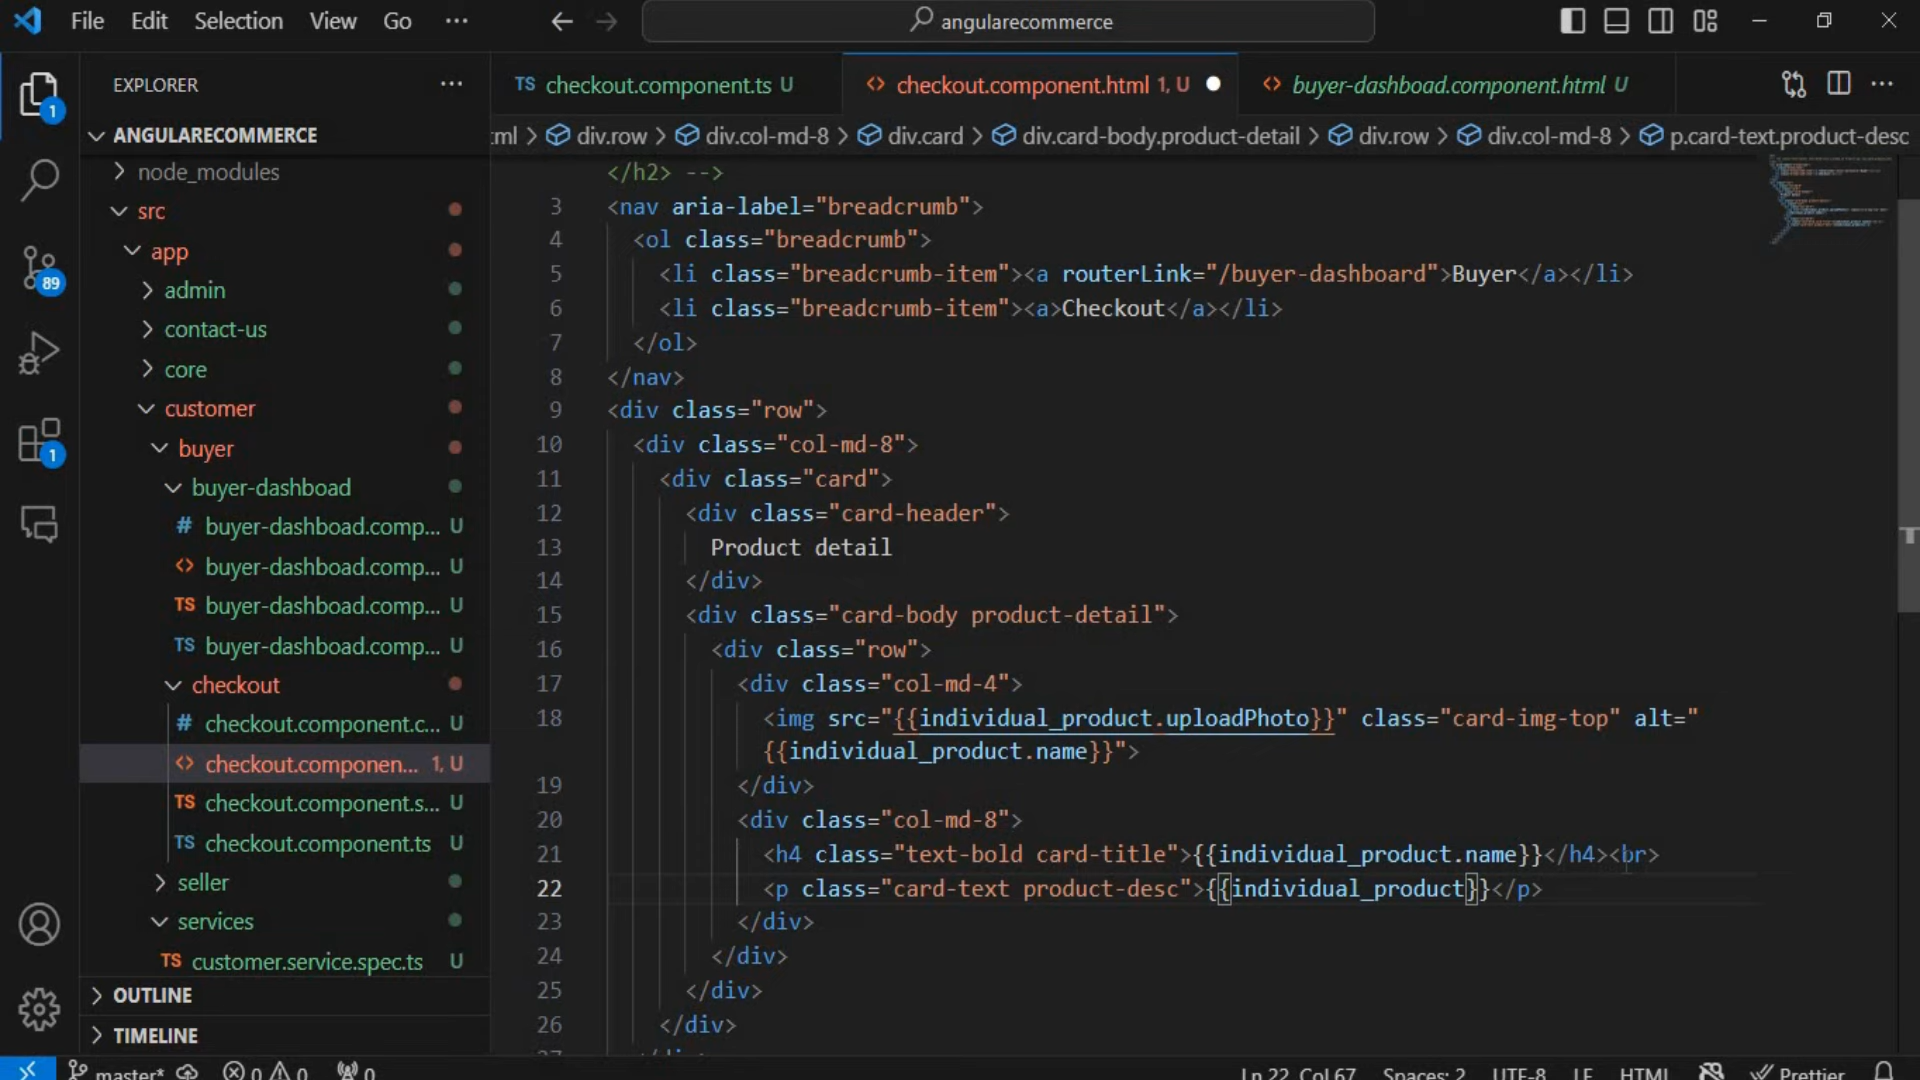 File Edit Selection View Go ··· angularecommerce
EXPLORER ···
TS checkout.component.ts U
<> checkout.component.html 1, U
<> buyer-dashboad.component.html U
ANGULARECOMMERCE
div.row > div.col-md-8 > div.card > div.card-body.product-detail > div.row > div.col-md-8 > p.card-text.product-desc
node_modules
src
app
admin
contact-us
core
customer
buyer
buyer-dashboad
# buyer-dashboad.comp... U
<> buyer-dashboad.comp... U
TS buyer-dashboad.comp... U
TS buyer-dashboad.comp... U
checkout
# checkout.component.c... U
<> checkout.componen... 1, U
TS checkout.component.s... U
TS checkout.component.ts U
seller
services
TS customer.service.spec.ts U
OUTLINE
TIMELINE
1
89
1
</h2> -->
3 <nav aria-label="breadcrumb">
4 <ol class="breadcrumb">
5 <li class="breadcrumb-item"><a routerLink="/buyer-dashboard">Buyer</a></li>
6 <li class="breadcrumb-item"><a>Checkout</a></li>
7 </ol>
8 </nav>
9 <div class="row">
10 <div class="col-md-8">
11 <div class="card">
12 <div class="card-header">
13 Product detail
14 </div>
15 <div class="card-body product-detail">
16 <div class="row">
17 <div class="col-md-4">
18 <img src="{{individual_product.uploadPhoto}}" class="card-img-top" alt="
{{individual_product.name}}">
19 </div>
20 <div class="col-md-8">
21 <h4 class="text-bold card-title">{{individual_product.name}}</h4><br>
22 <p class="card-text product-desc">{{individual_product}}</p>
23 </div>
24 </div>
25 </div>
26 </div>
master* 0 0 0 Ln 22, Col 67 Spaces: 2 UTF-8 LF HTML Prettier